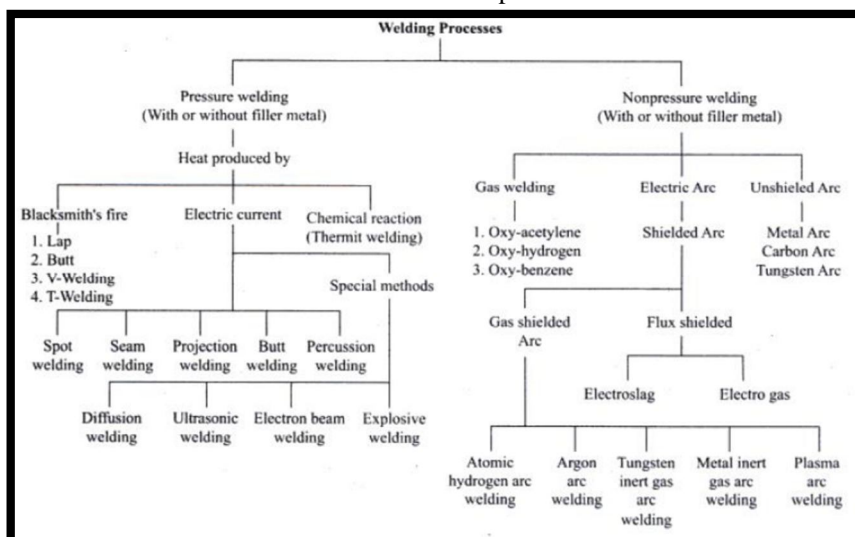 Welding Processes
Pressure welding
(With or without filler metal)
Nonpressure welding
(With or without filler metal)
Heat produced by
Gas welding
Electric Arc
Unshieled Arc
Blacksmith's fire
Electric current
Chemical reaction
(Thermit welding)
1. Lap
2. Butt
3. V-Welding
4. T-Welding
1. Oxy-acetylene
2. Oxy-hydrogen
3. Oxy-benzene
Shielded Arc
Metal Arc
Carbon Arc
Tungsten Arc
Special methods
Gas shielded
Arc
Flux shielded
Spot
welding
Seam
welding
Projection
welding
Butt
welding
Percussion
welding
Electroslag
Electro gas
Diffusion
welding
Ultrasonic
welding
Electron beam
welding
Explosive
welding
Atomic
hydrogen arc
welding
Argon
arc
welding
Tungsten
inert gas
arc
welding
Metal inert
gas arc
welding
Plasma
arc
welding